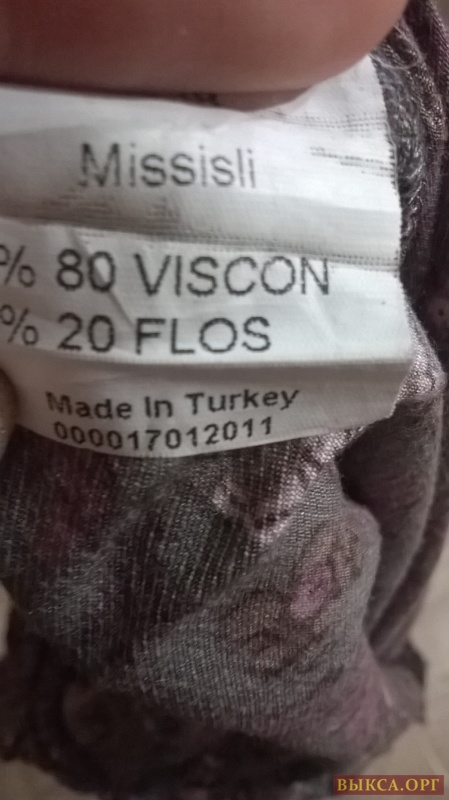 Missisli
% 80 VISCON
% 20 FLOS
Made In Turkey
000017012011
ВЫКСА.ОРГ